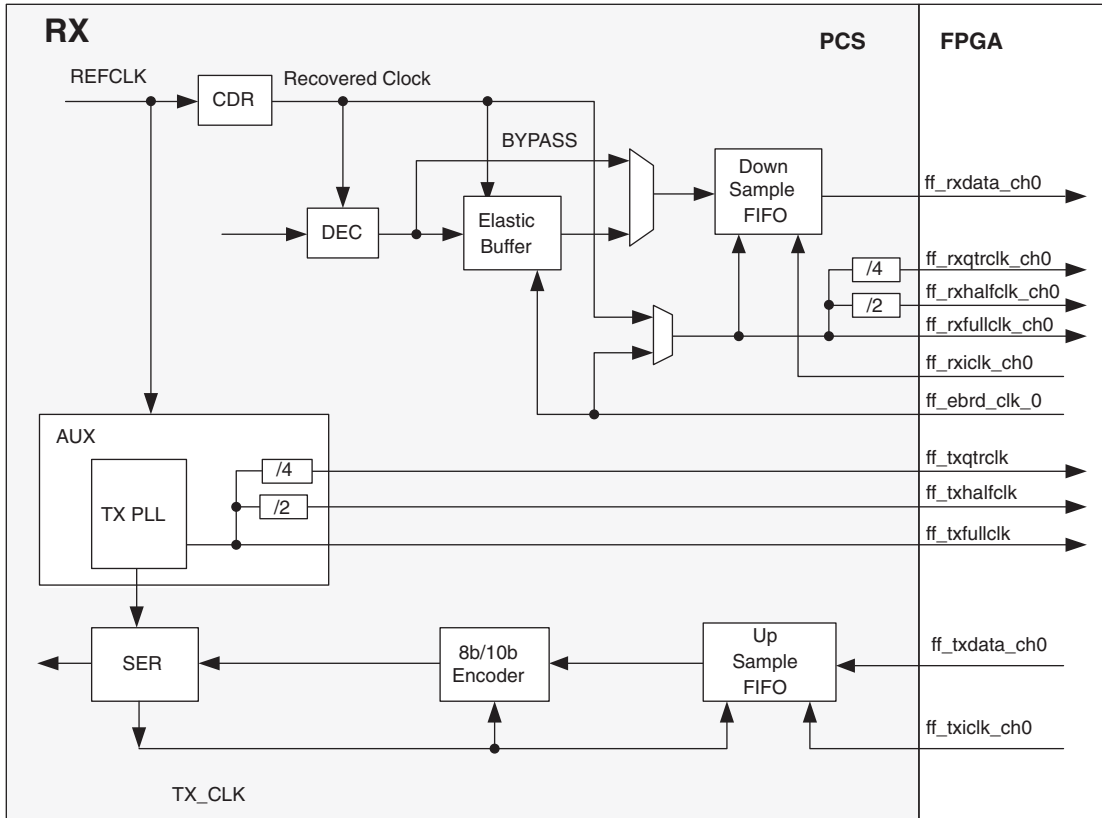 RX
PCS
FPGA
REFCLK
Recovered Clock
CDR
BYPASS
Down
Sample
FIFO
ff_rxdata_ch0
DEC
Elastic
Buffer
/4
ff_rxqtrclk_ch0
/2
ff_rxhalfclk_ch0
ff_rxfullclk_ch0
ff_rxiclk_ch0
ff_ebrd_clk_0
AUX
TX PLL
/4
ff_txqtrclk
/2
ff_txhalfclk
ff_txfullclk
SER
8b/10b
Encoder
Up
Sample
FIFO
ff_txdata_ch0
ff_txiclk_ch0
TX_CLK